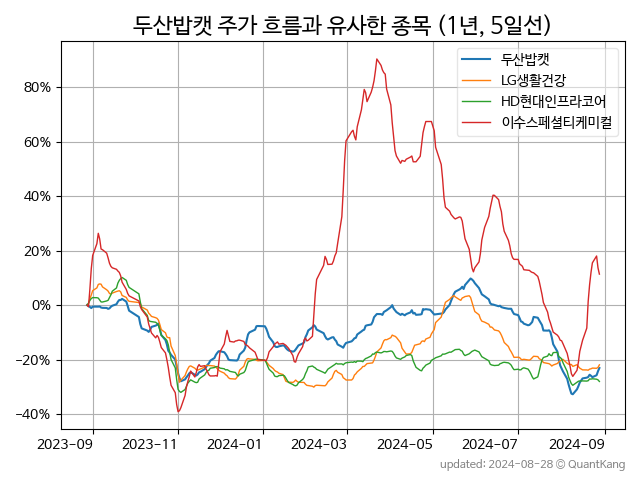 두산밥캣 주가 흐름과 유사한 종목 (1년, 5일선)
두산밥캣
LG생활건강
HD현대인프라코어
이수스페셜티케미컬
80%
60%
40%
20%
0%
−20%
−40%
2023-09 2023-11 2024-01 2024-03 2024-05 2024-07 2024-09
updated: 2024-08-28 © QuantKang